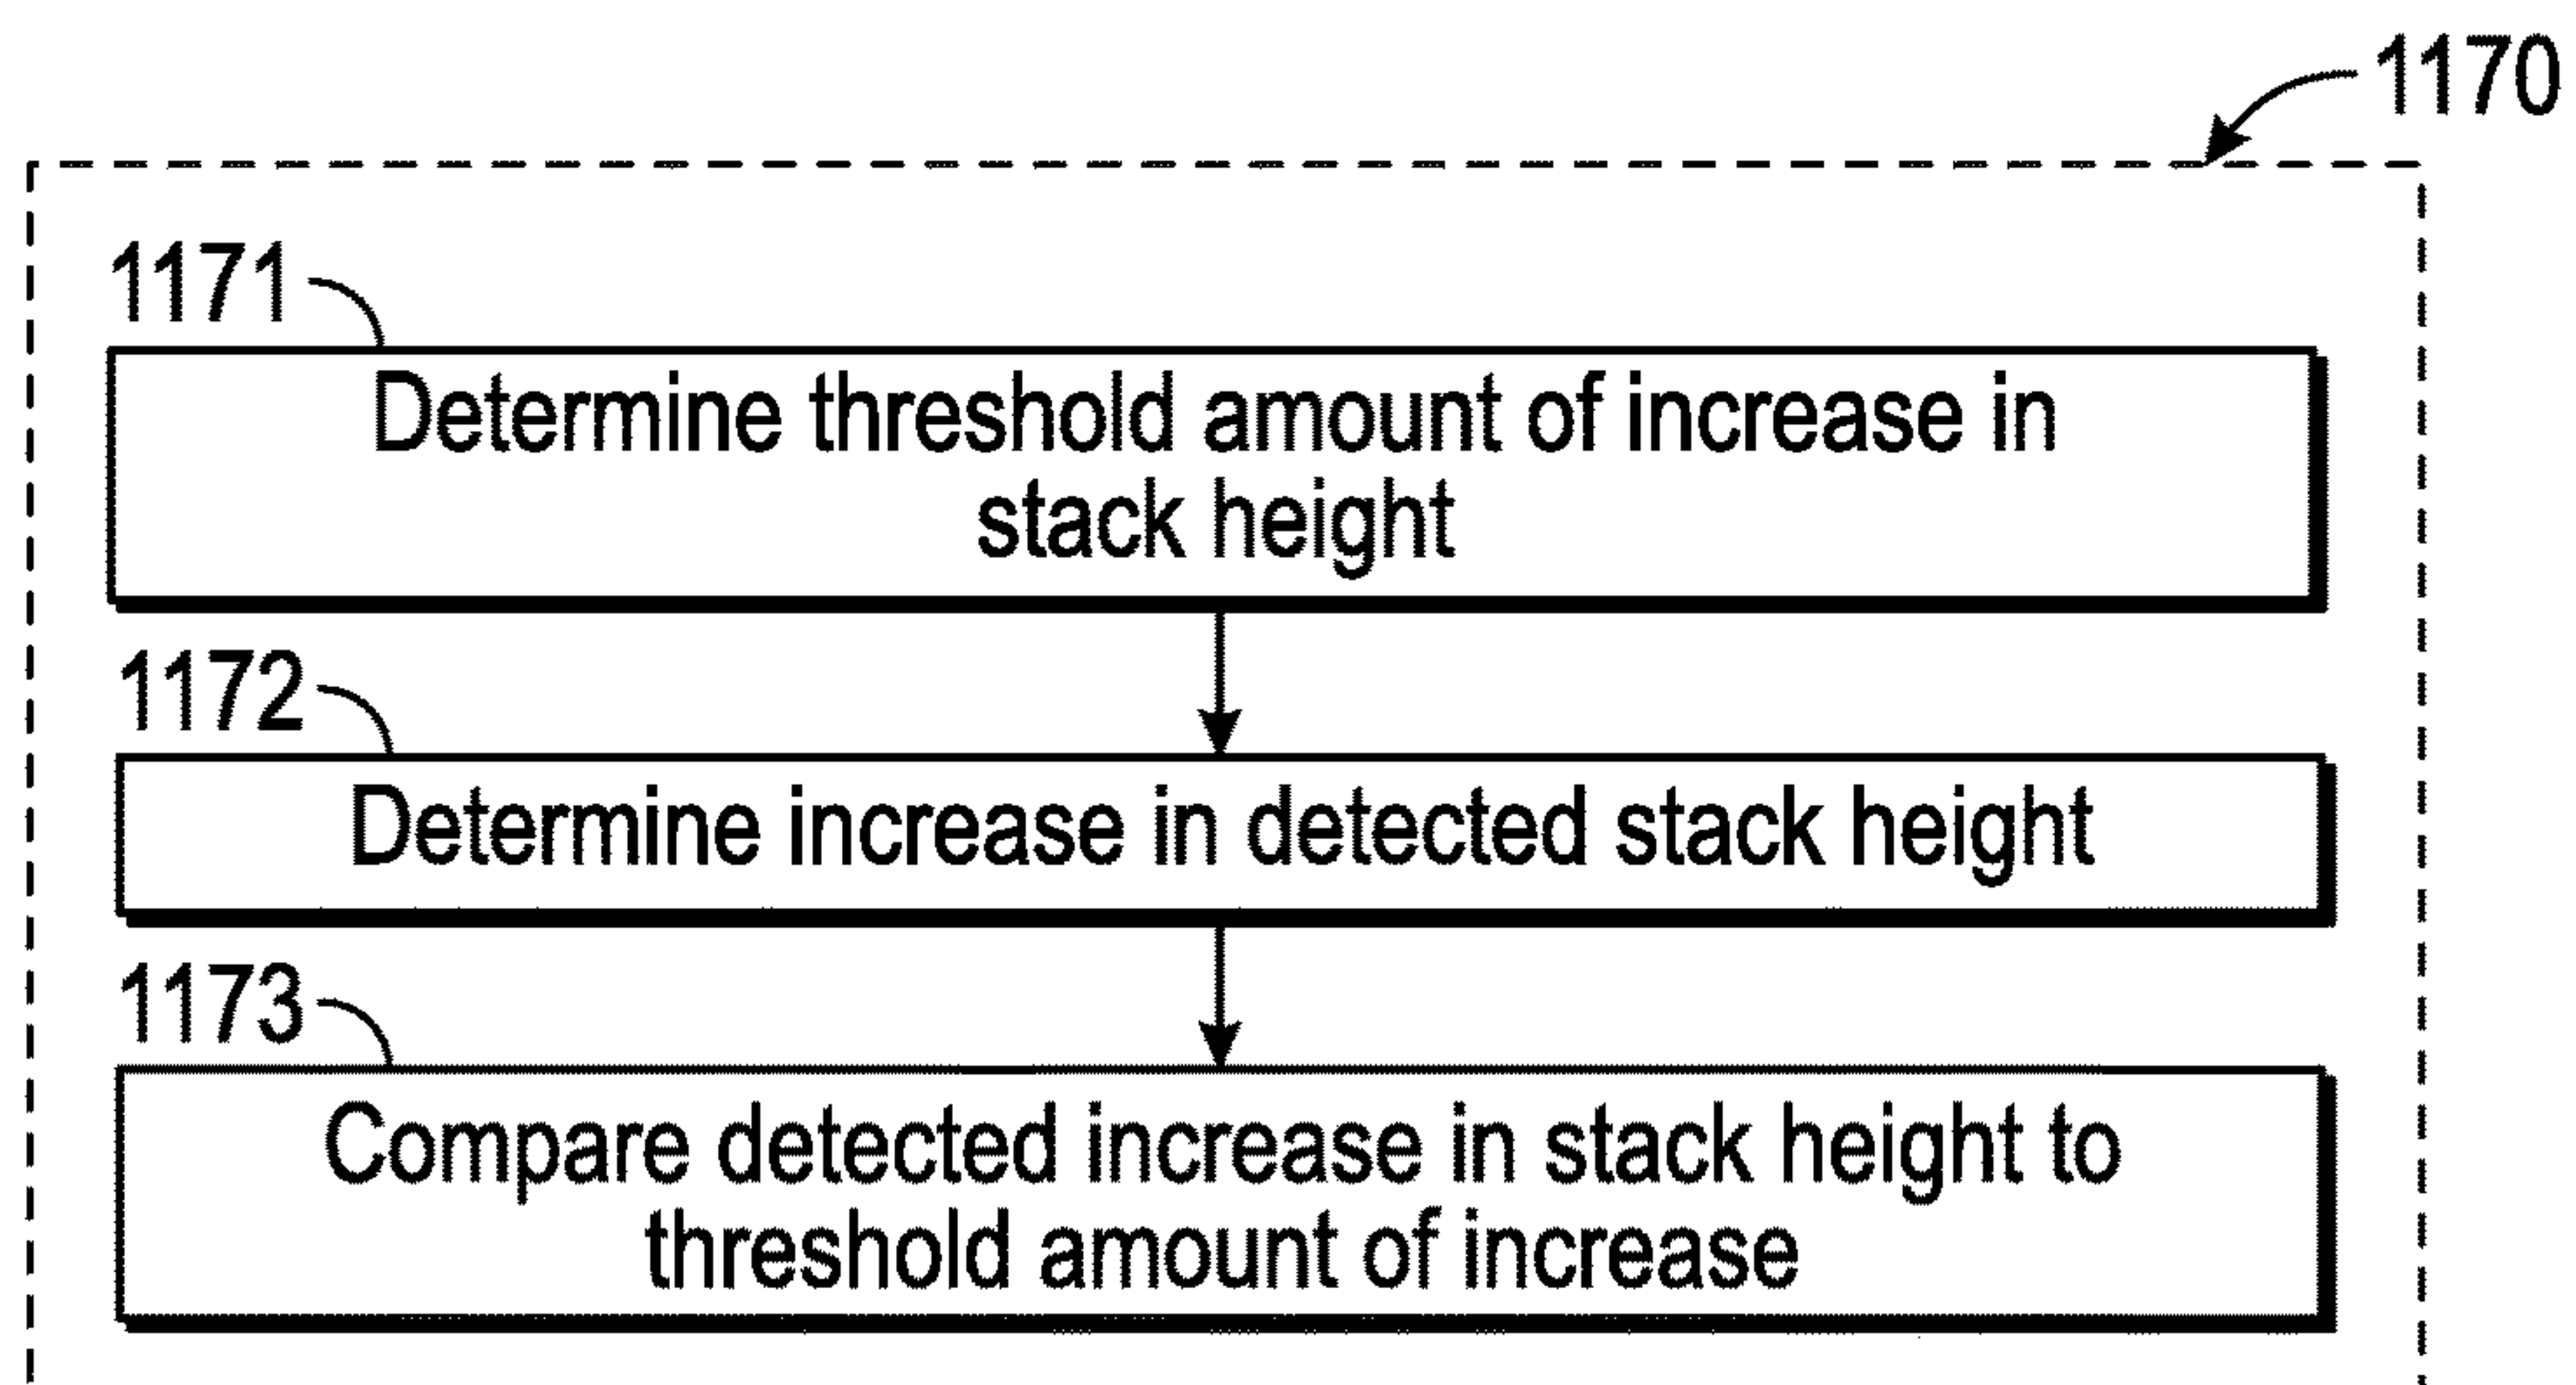 1170
1171
Determine threshold amount of increase in
stack height
1172
Determine increase in detected stack height
1173
Compare detected increase in stack height to
threshold amount of increase